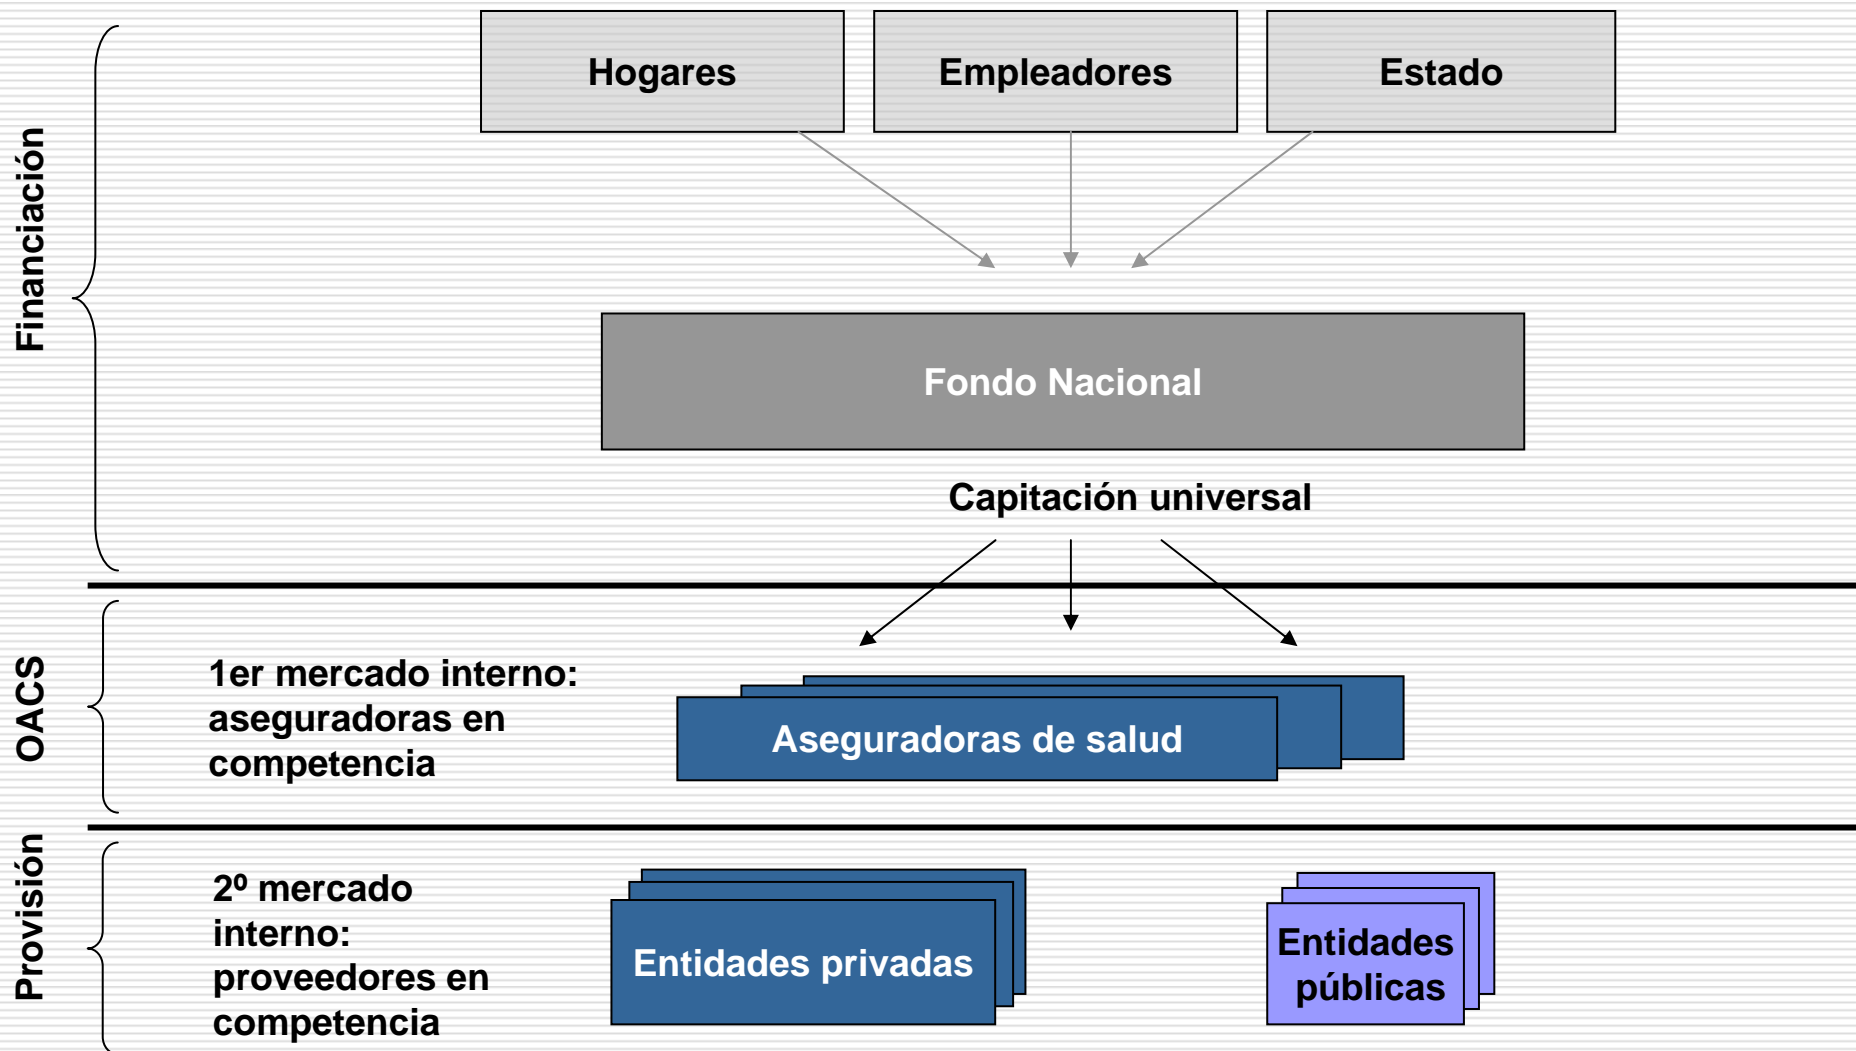 Hogares
Empleadores
Estado
Financiación
Fondo Nacional
Capitación universal
OACS
1er mercado interno:
aseguradoras en
competencia
Aseguradoras de salud
Provisión
2º mercado
interno:
proveedores en
competencia
Entidades privadas
Entidades
públicas